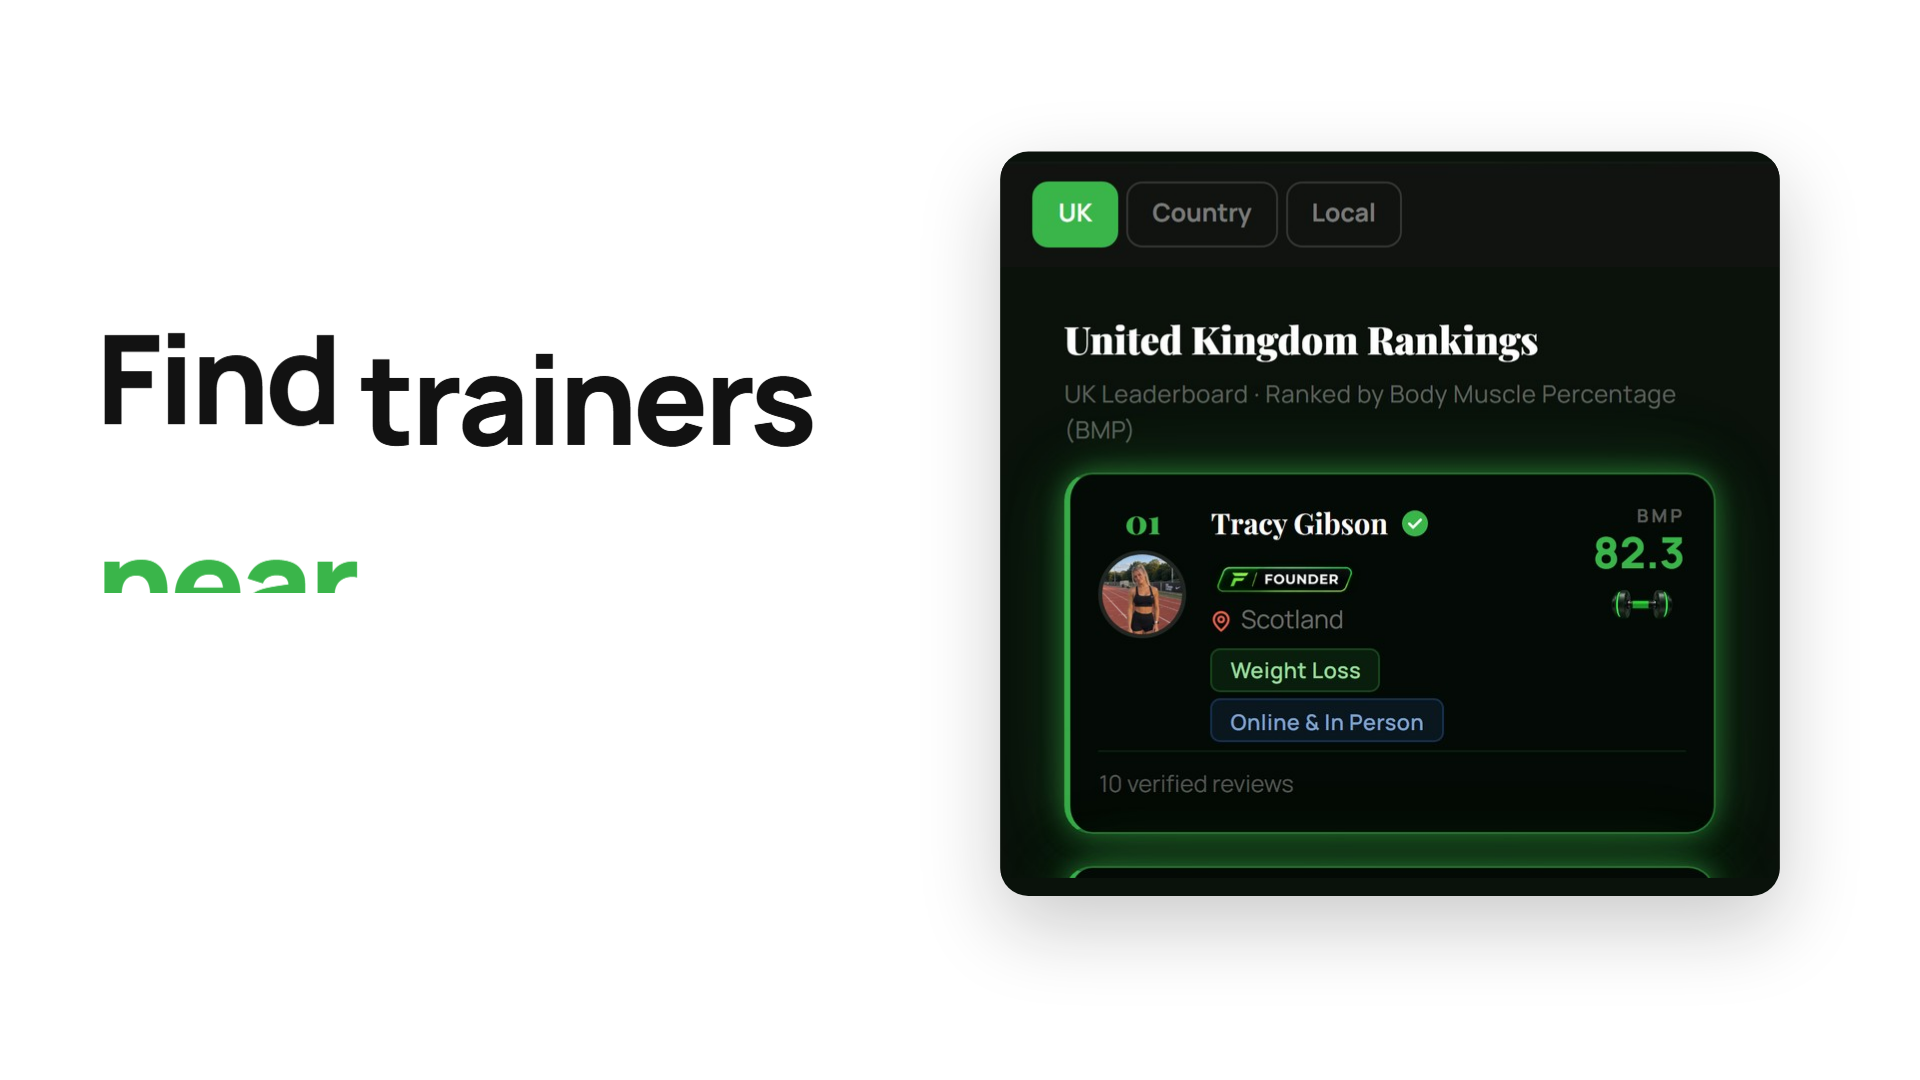 Find trainers
near
UK
Country
Local
United Kingdom Rankings
UK Leaderboard · Ranked by Body Muscle Percentage
(BMP)
01
Tracy Gibson
BMP
82.3
FOUNDER
Scotland
Weight Loss
Online & In Person
10 verified reviews